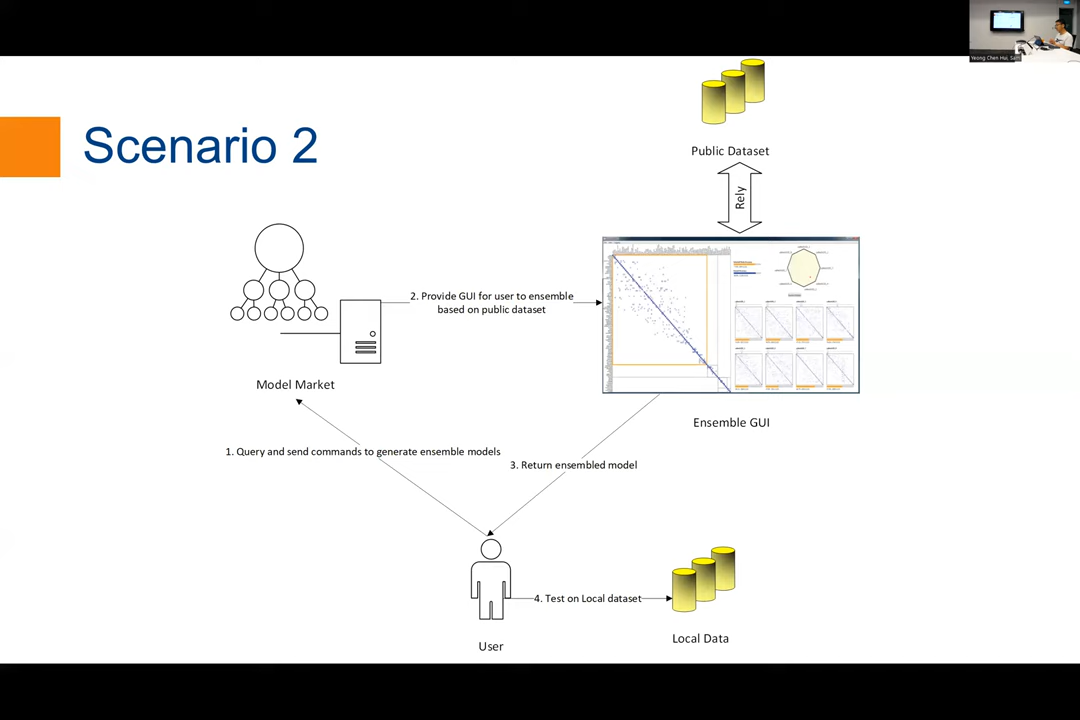 Yeong Chen Hui, Sam
Scenario 2
Public Dataset
Rely
2. Provide GUI for user to ensemble
based on public dataset
Model Market
Ensemble GUI
1. Query and send commands to generate ensemble models
3. Return ensembled model
4. Test on Local dataset
User
Local Data